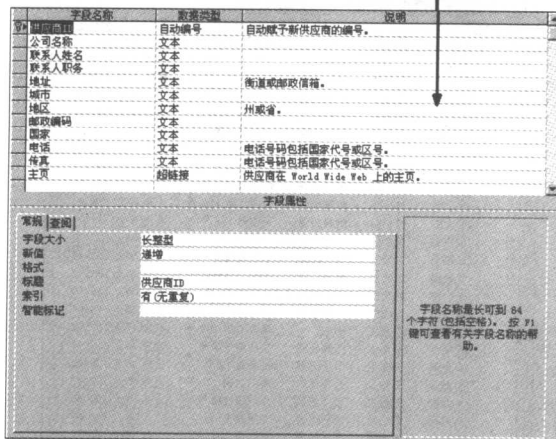 字段名称 数据类型 说明
供应商ID 自动编号 自动赋予新供应商的编号。
公司名称 文本
联系人姓名 文本
联系人职务 文本
地址 文本 街道或邮政信箱。
城市 文本
地区 文本 州或省。
邮政编码 文本
国家 文本
电话 文本 电话号码包括国家代号或区号。
传真 文本 电话号码包括国家代号或区号。
主页 超链接 供应商在 World Wide Web 上的主页。
字段属性
常规 查阅
字段大小 长整型
新值 递增
格式
标题 供应商ID
索引 有(无重复)
智能标记
字段名称最长可到 64
个字符(包括空格)。 按 F1
键可查看有关字段名称的帮
助。